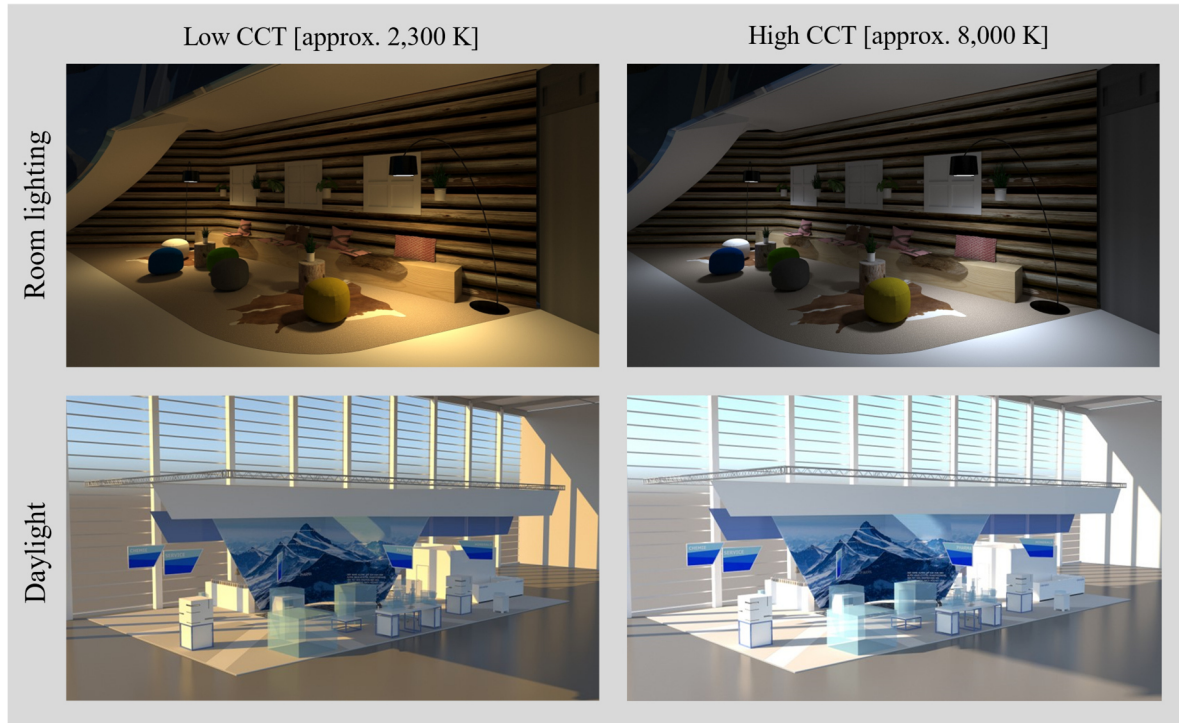 Low CCT [approx. 2,300 K]
High CCT [approx. 8,000 K]
Room lighting
Daylight